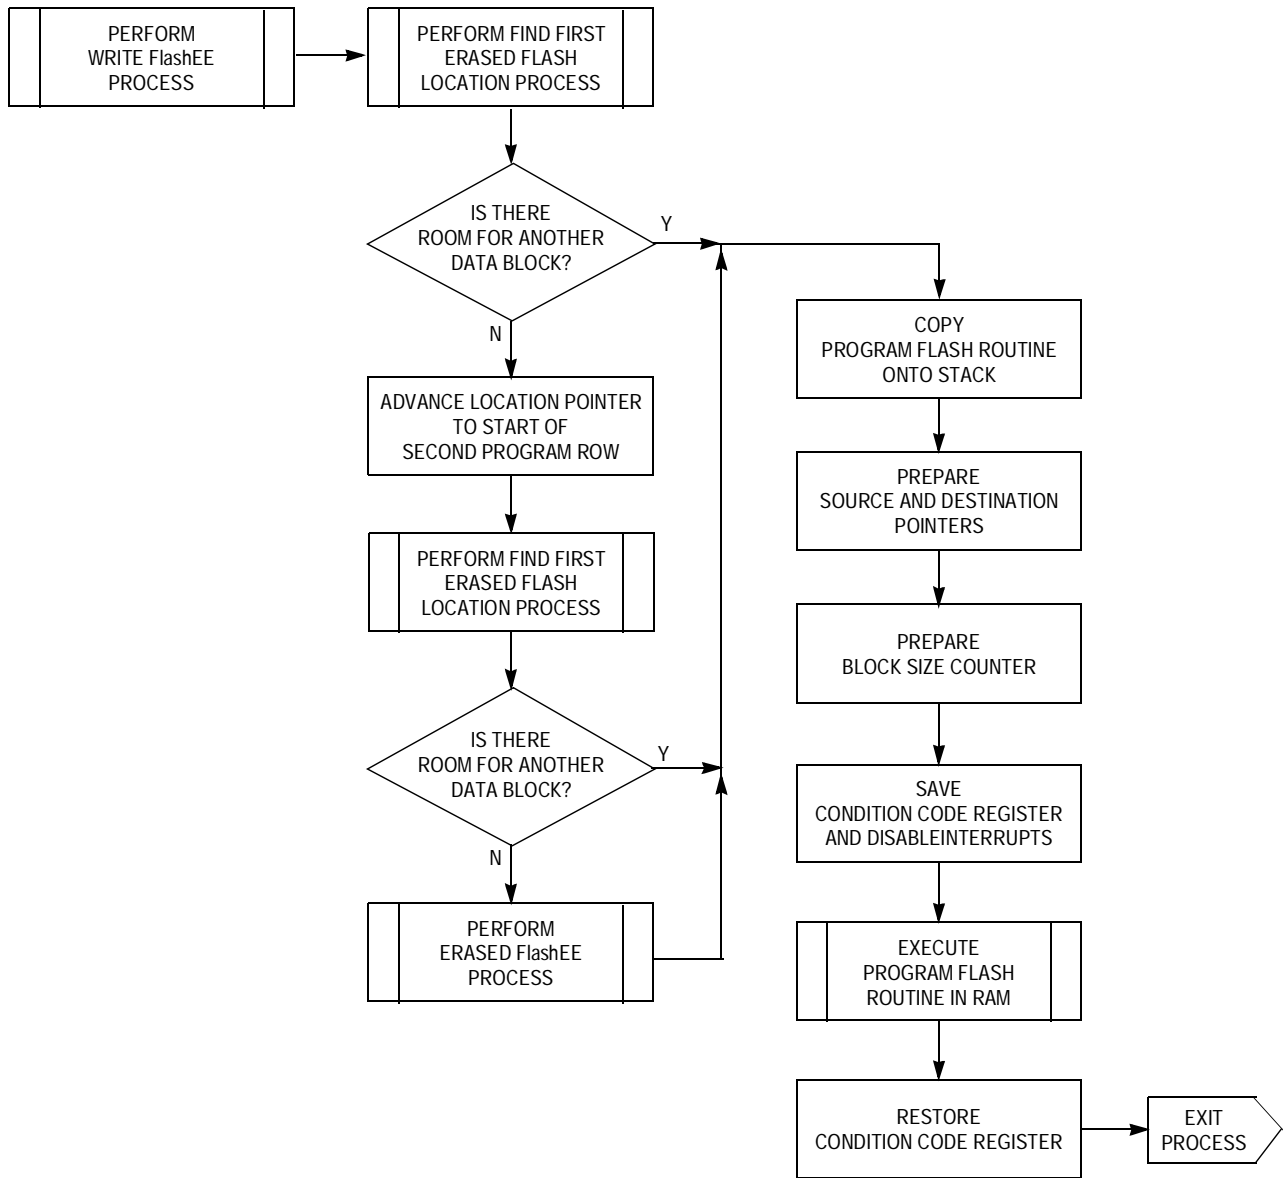 PERFORM
WRITE FlashEE
PROCESS
PERFORM FIND FIRST
ERASED FLASH
LOCATION PROCESS
IS THERE
ROOM FOR ANOTHER
DATA BLOCK?
Y
N
ADVANCE LOCATION POINTER
TO START OF
SECOND PROGRAM ROW
PERFORM FIND FIRST
ERASED FLASH
LOCATION PROCESS
IS THERE
ROOM FOR ANOTHER
DATA BLOCK?
Y
N
PERFORM
ERASED FlashEE
PROCESS
COPY
PROGRAM FLASH ROUTINE
ONTO STACK
PREPARE
SOURCE AND DESTINATION
POINTERS
PREPARE
BLOCK SIZE COUNTER
SAVE
CONDITION CODE REGISTER
AND DISABLEINTERRUPTS
EXECUTE
PROGRAM FLASH
ROUTINE IN RAM
RESTORE
CONDITION CODE REGISTER
EXIT
PROCESS